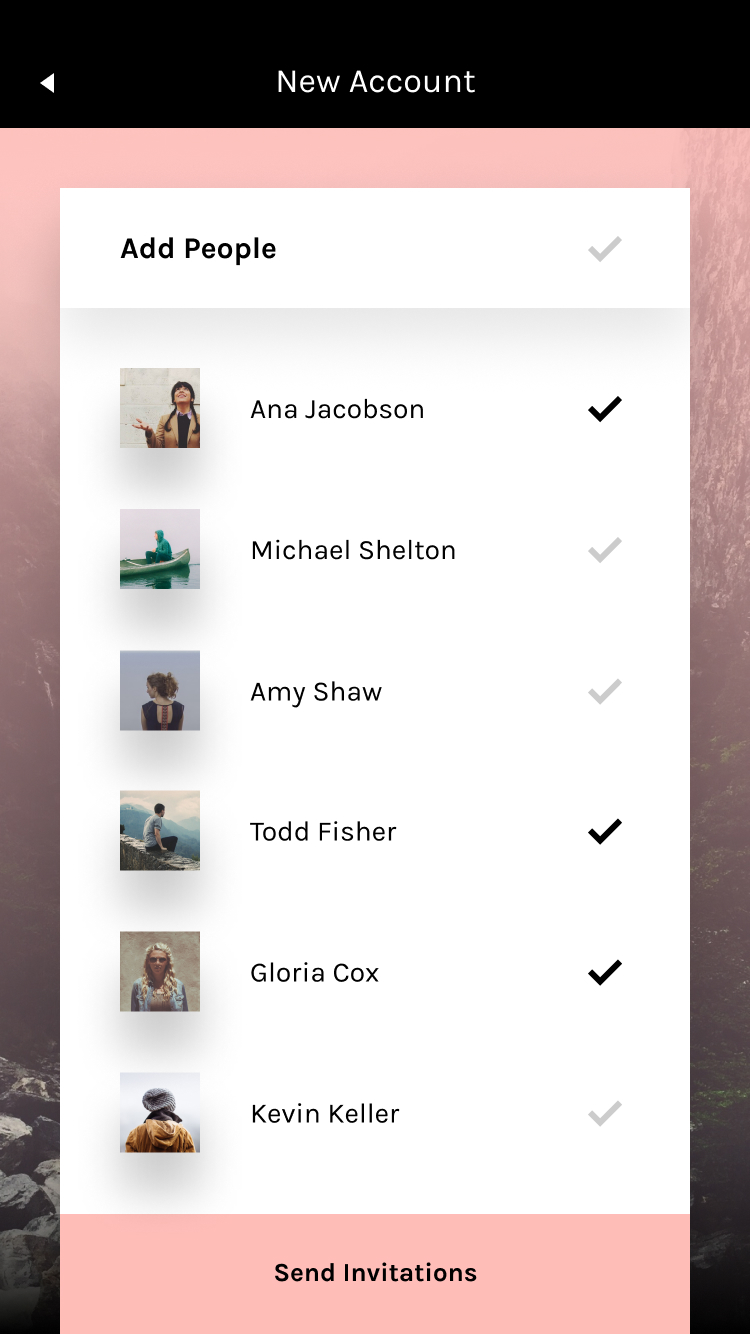 New Account
Add People
Ana Jacobson
Michael Shelton
Amy Shaw
Todd Fisher
Gloria Cox
Kevin Keller
Send Invitations